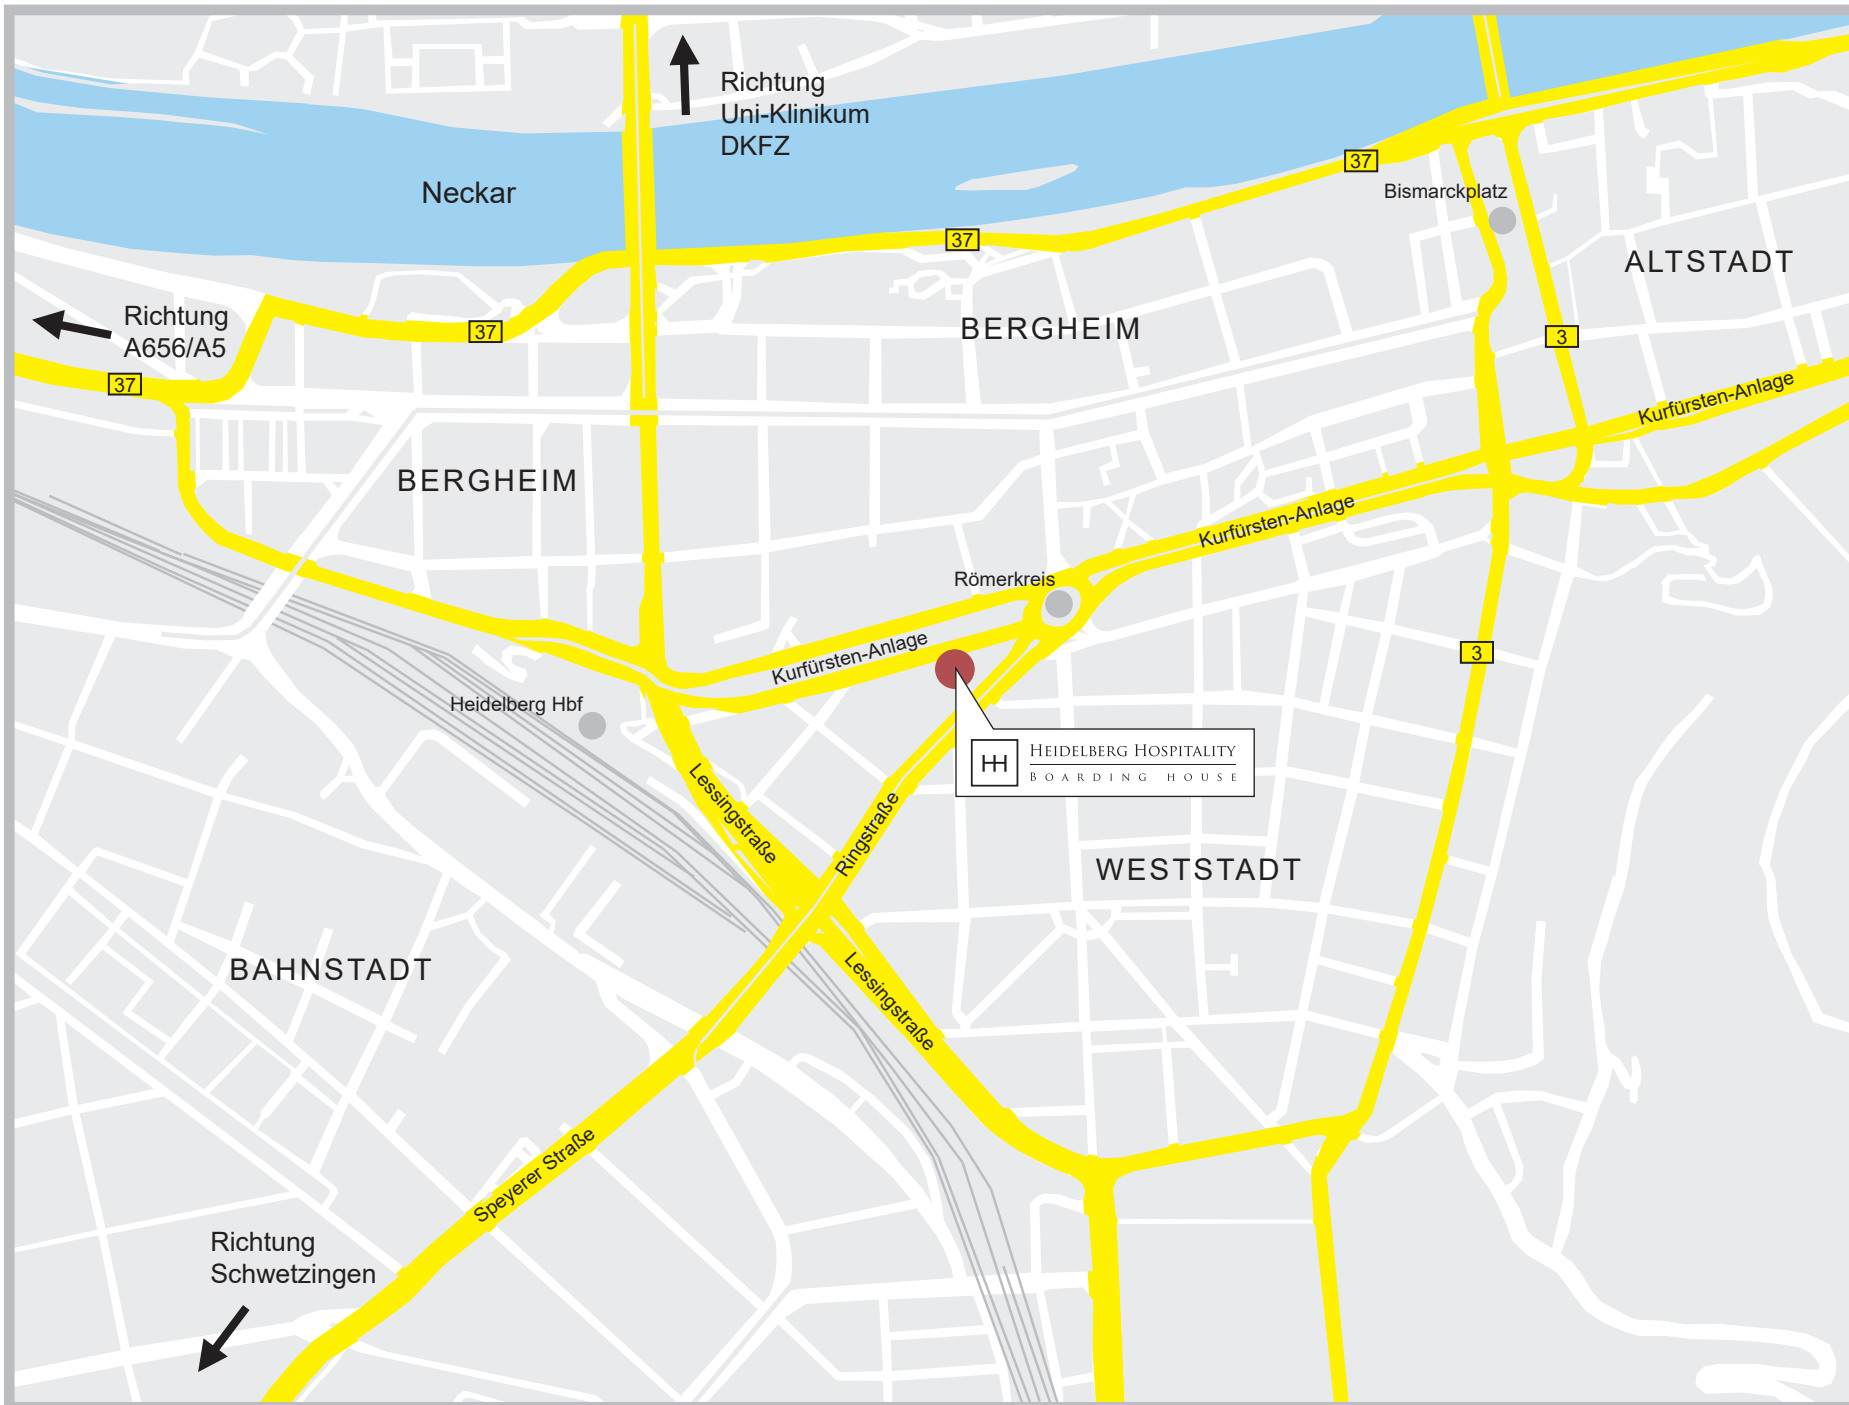 Richtung
Uni-Klinikum
DKFZ
Neckar
37
Bismarckplatz
37
ALTSTADT
Richtung
A656/A5
37
BERGHEIM
3
37
Kurfürsten-Anlage
BERGHEIM
Kurfürsten-Anlage
Römerkreis
Kurfürsten-Anlage
3
Heidelberg Hbf
HH
HEIDELBERG HOSPITALITY
BOARDING HOUSE
Lessingstraße
Ringstraße
WESTSTADT
BAHNSTADT
Lessingstraße
Speyerer Straße
Richtung
Schwetzingen